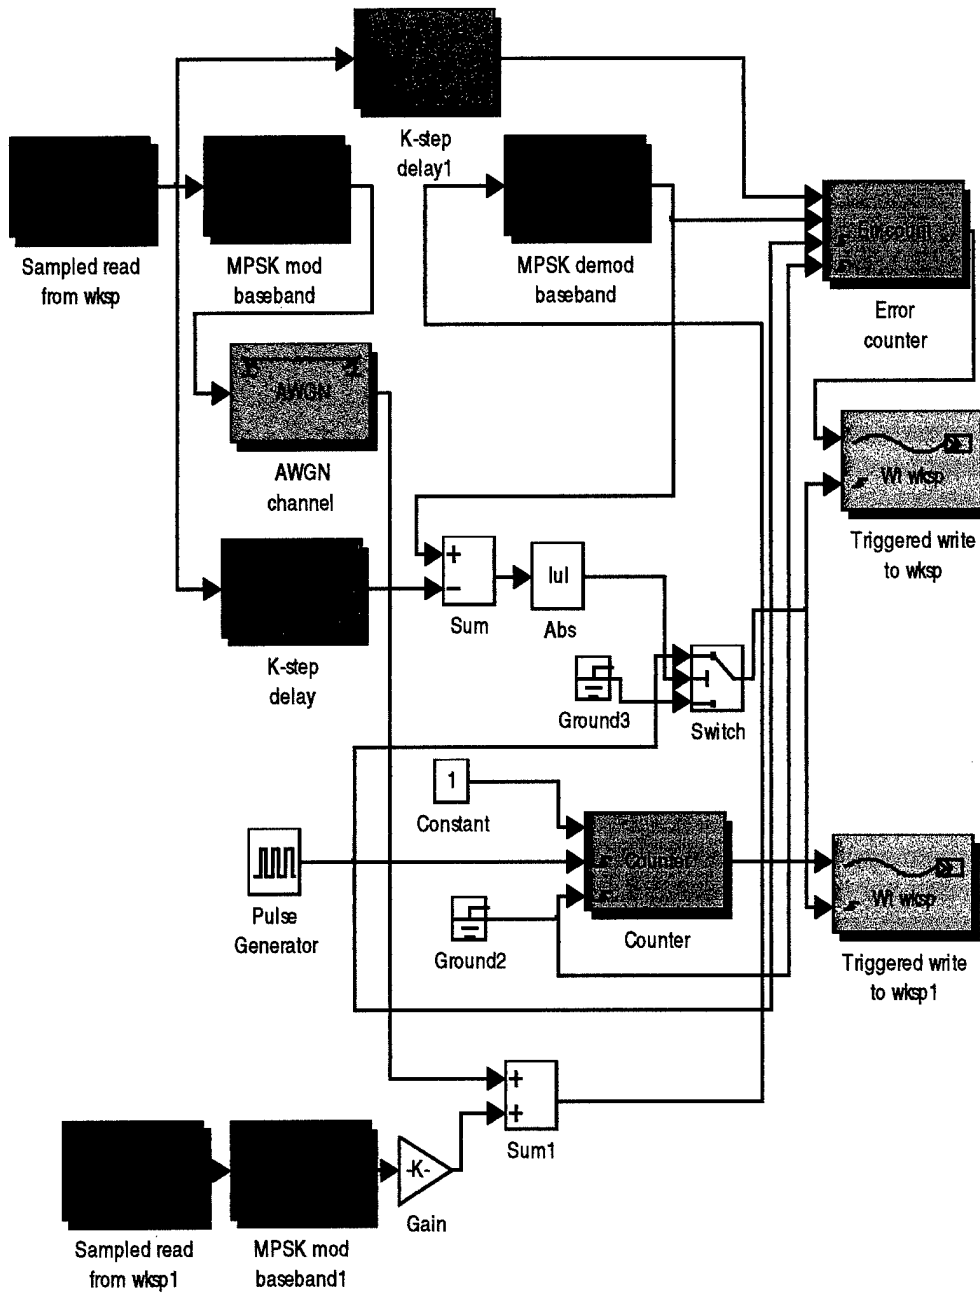 K-step
delay1
Sampled read
from wksp
MPSK mod
baseband
MPSK demod
baseband
Error
counter
AWGN
AWGN
channel
Wt wksp
Triggered write
to wksp
+
-
Sum
|u|
Abs
K-step
delay
Ground3
Switch
1
Constant
Pulse
Generator
Counter
Counter
Ground2
Wt wksp
Triggered write
to wksp1
+
+
Sum1
-K-
Gain
Sampled read
from wksp1
MPSK mod
baseband1